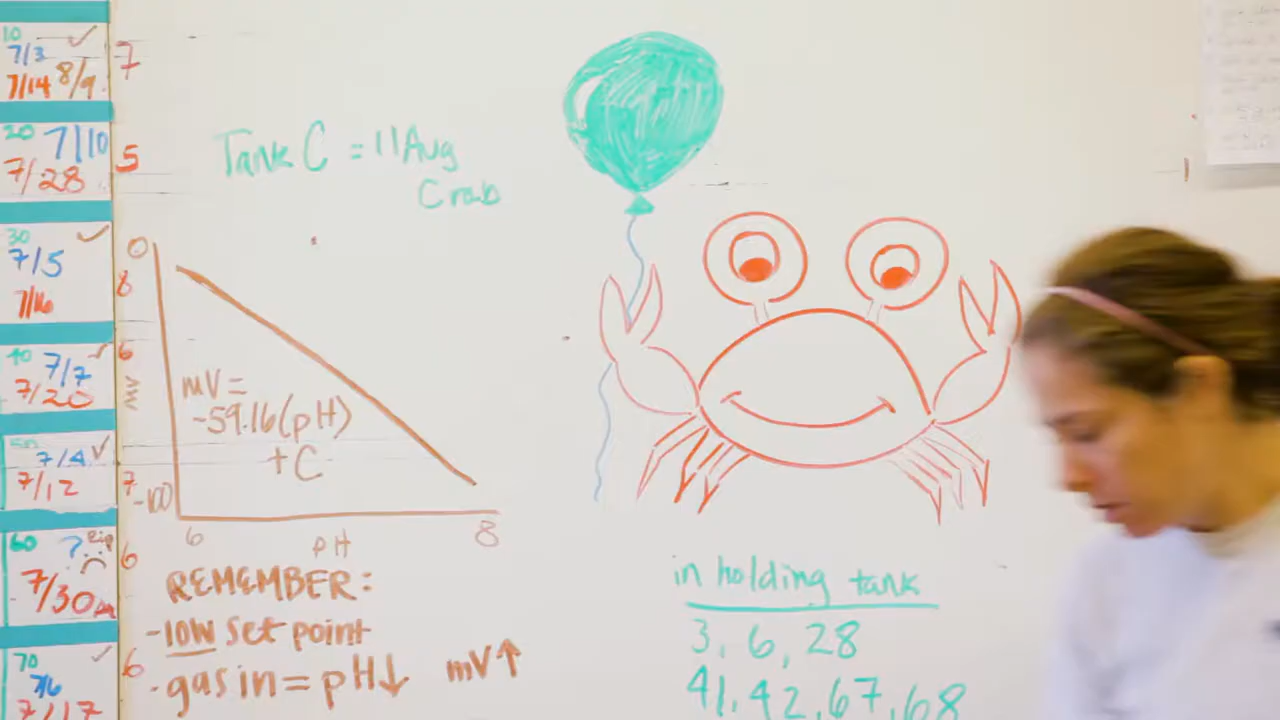 10
7/3
7/14 8/9
7
20 7/10
7/28
5
30
7/5
7/16
8
40 7/7
7/20
6
50
7/4
7/12
7
60 ? Rip
7/30
6
70
7/6
7/17
6
Tank C = 11 Aug
Crab
0
mV
mV =
-59.16(pH)
+ C
-100
6 pH 8
REMEMBER:
-low set point
-gas in = pH↓ mV↑
in holding tank
3, 6, 28
41, 42, 67, 68